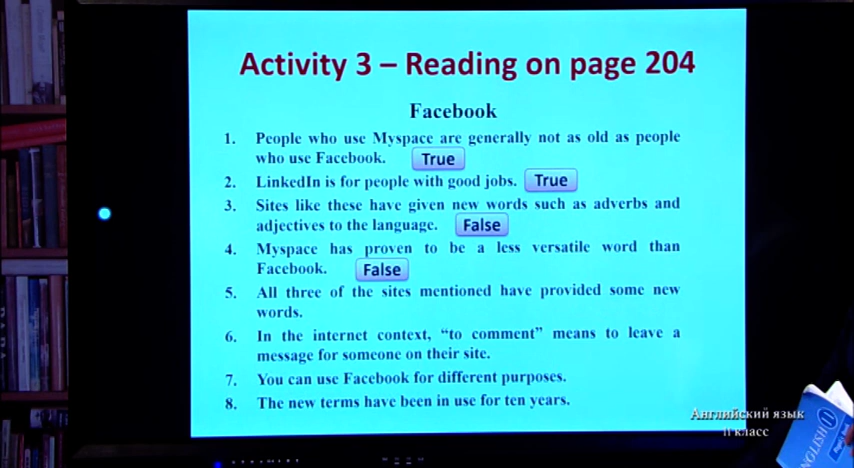 Activity 3 – Reading on page 204
Facebook
1. People who use Myspace are generally not as old as people
who use Facebook. True
2. LinkedIn is for people with good jobs. True
3. Sites like these have given new words such as adverbs and
adjectives to the language. False
4. Myspace has proven to be a less versatile word than
Facebook. False
5. All three of the sites mentioned have provided some new
words.
6. In the internet context, “to comment” means to leave a
message for someone on their site.
7. You can use Facebook for different purposes.
8. The new terms have been in use for ten years.
Английский язык
11 класс
ENGLISH 11